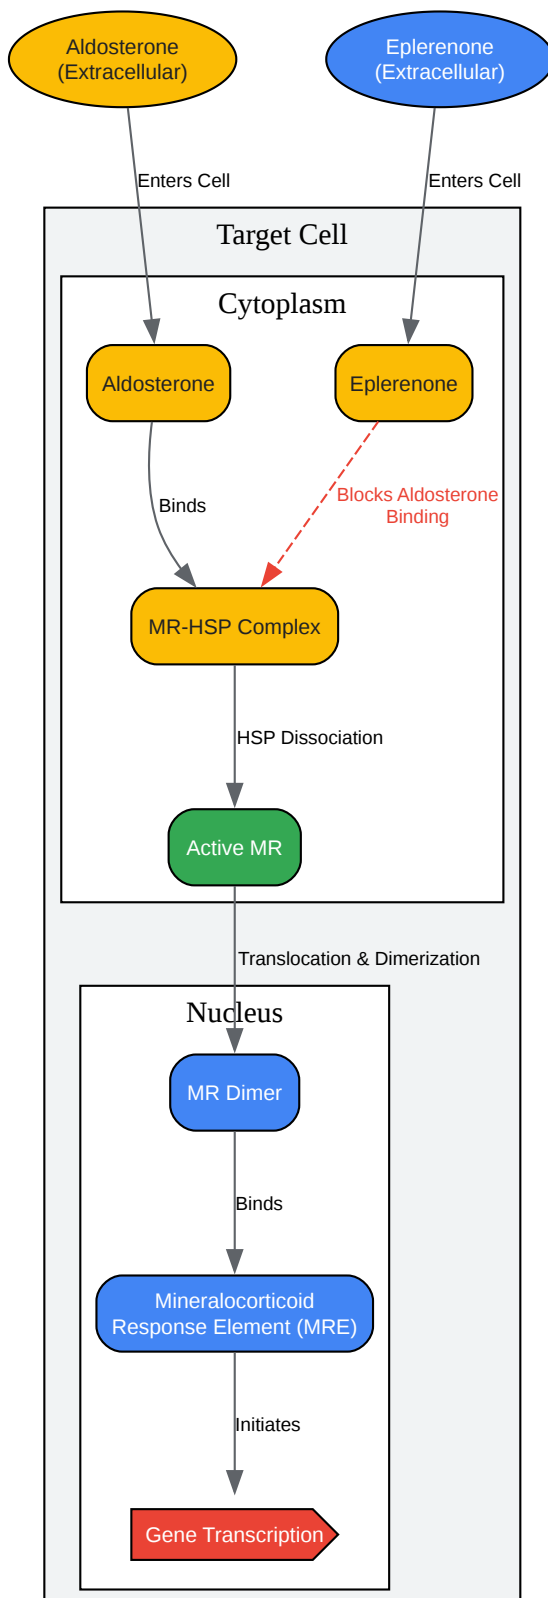 Aldosterone
(Extracellular)
Eplerenone
(Extracellular)
Enters Cell
Enters Cell
Target Cell
Cytoplasm
Aldosterone
Eplerenone
Binds
Blocks Aldosterone
Binding
MR-HSP Complex
HSP Dissociation
Active MR
Translocation & Dimerization
Nucleus
MR Dimer
Binds
Mineralocorticoid
Response Element (MRE)
Initiates
Gene Transcription